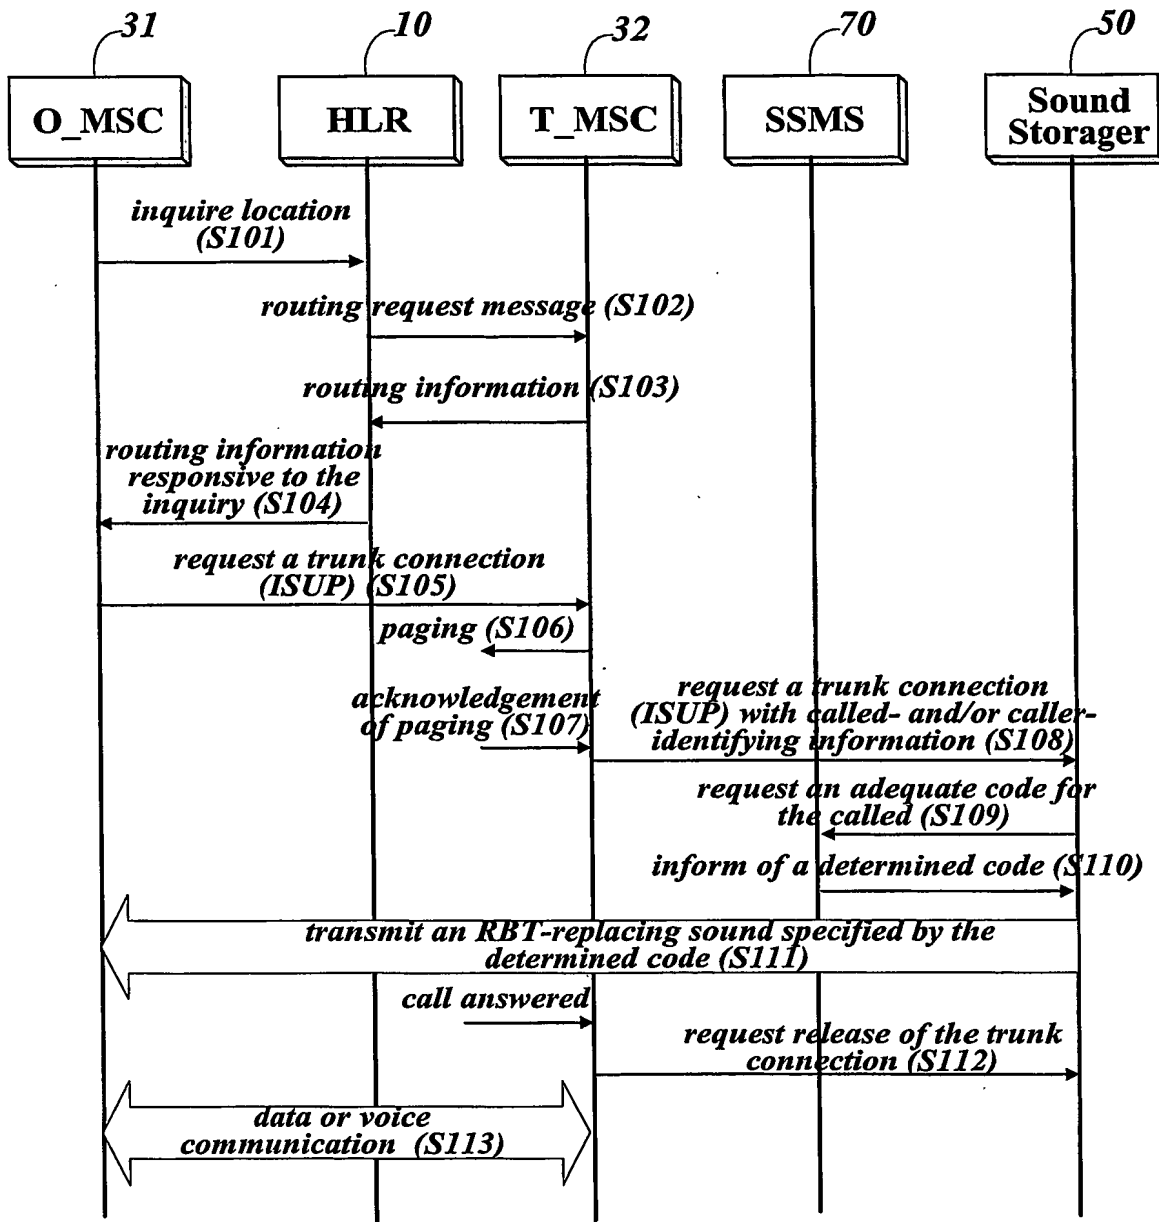 31 10 32 70 50
O_MSC HLR T_MSC SSMS Sound
Storager
inquire location
(S101)
routing request message (S102)
routing information (S103)
routing information
responsive to the
inquiry (S104)
request a trunk connection
(ISUP) (S105)
paging (S106)
acknowledgement
of paging (S107)
request a trunk connection
(ISUP) with called- and/or caller-
identifying information (S108)
request an adequate code for
the called (S109)
inform of a determined code (S110)
transmit an RBT-replacing sound specified by the
determined code (S111)
call answered
request release of the trunk
connection (S112)
data or voice
communication (S113)